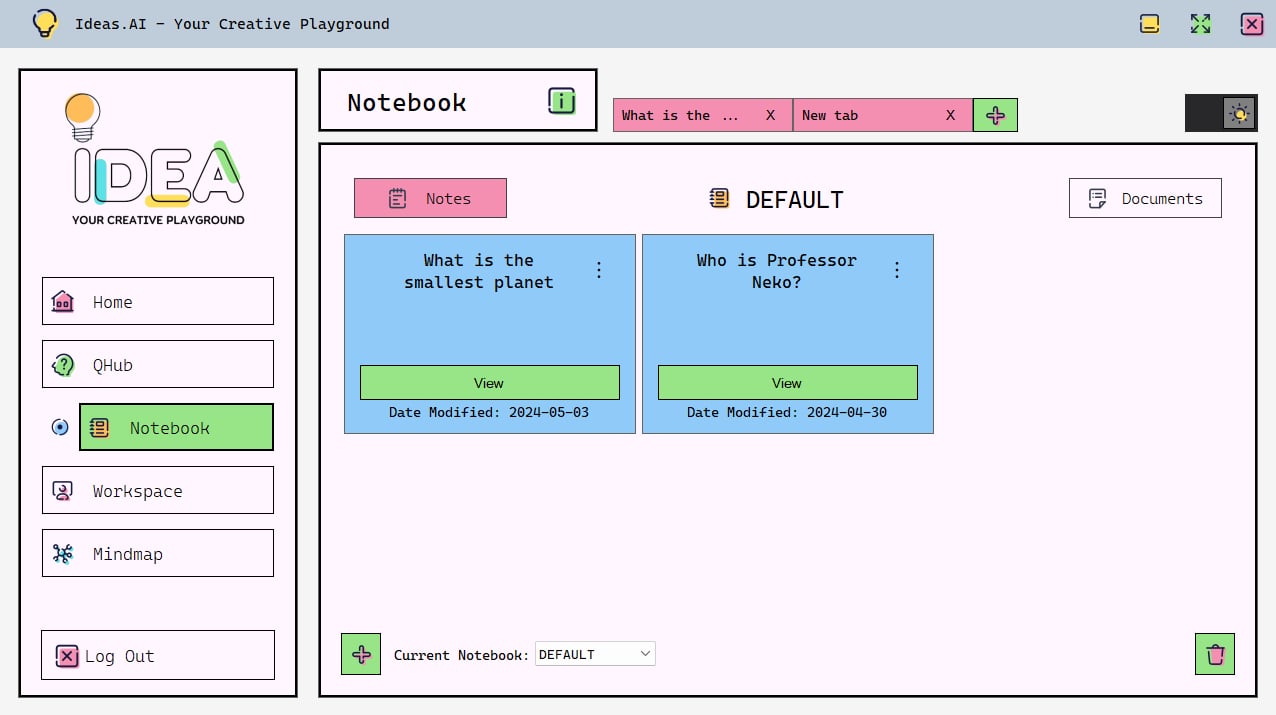 Ideas.AI - Your Creative Playground
IDEA
YOUR CREATIVE PLAYGROUND
Home
QHub
Notebook
Workspace
Mindmap
Log Out
Notebook
What is the ... X
New tab X
Notes
DEFAULT
Documents
What is the
smallest planet
View
Date Modified: 2024-05-03
Who is Professor
Neko?
View
Date Modified: 2024-04-30
Current Notebook: DEFAULT